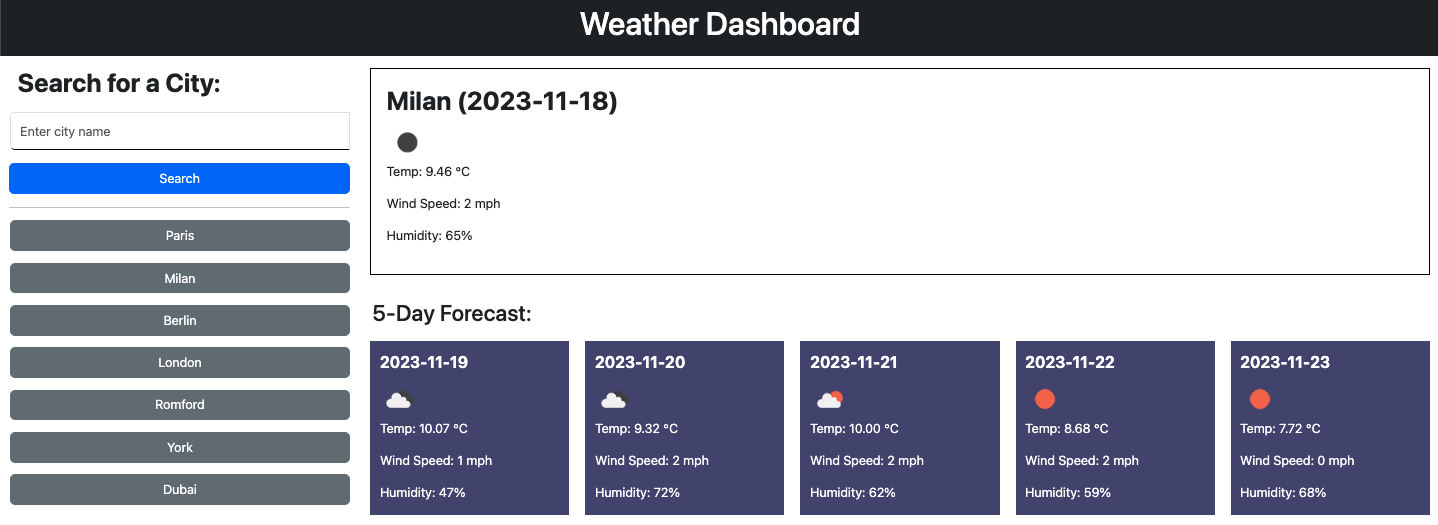 Weather Dashboard
Search for a City:
Enter city name
Search
Paris
Milan
Berlin
London
Romford
York
Dubai
Milan (2023-11-18)
Temp: 9.46 °C
Wind Speed: 2 mph
Humidity: 65%
5-Day Forecast:
2023-11-19
Temp: 10.07 °C
Wind Speed: 1 mph
Humidity: 47%
2023-11-20
Temp: 9.32 °C
Wind Speed: 2 mph
Humidity: 72%
2023-11-21
Temp: 10.00 °C
Wind Speed: 2 mph
Humidity: 62%
2023-11-22
Temp: 8.68 °C
Wind Speed: 2 mph
Humidity: 59%
2023-11-23
Temp: 7.72 °C
Wind Speed: 0 mph
Humidity: 68%